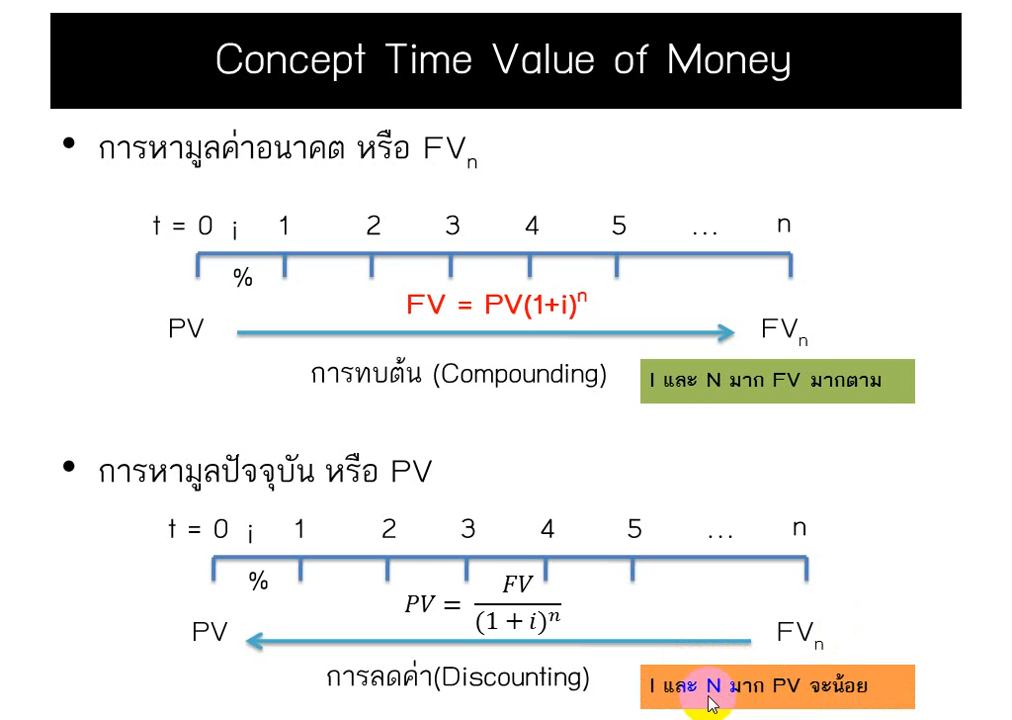 Concept Time Value of Money
• การหามูลค่าอนาคต หรือ FVn
t = 0 i 1 2 3 4 5 ... n
%
FV = PV(1+i)^n
PV FVn
การทบต้น (Compounding)
I และ N มาก FV มากตาม
• การหามูลปัจจุบัน หรือ PV
t = 0 i 1 2 3 4 5 ... n
%
PV = FV/(1 + i)^n
PV FVn
การลดค่า(Discounting)
I และ N มาก PV จะน้อย